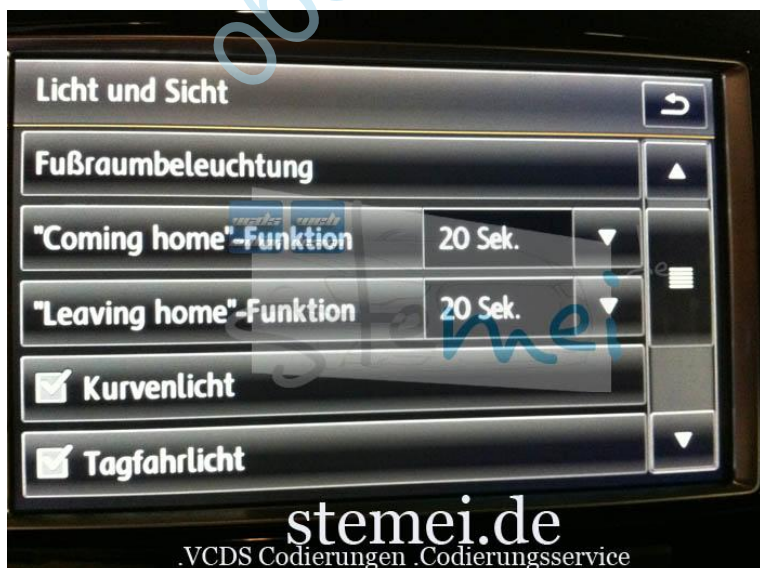 Licht und Sicht
Fußraumbeleuchtung
"Coming home"-Funktion 20 Sek.
"Leaving home"-Funktion 20 Sek.
Kurvenlicht
Tagfahrlicht
stemei.de
.VCDS Codierungen .Codierungsservice